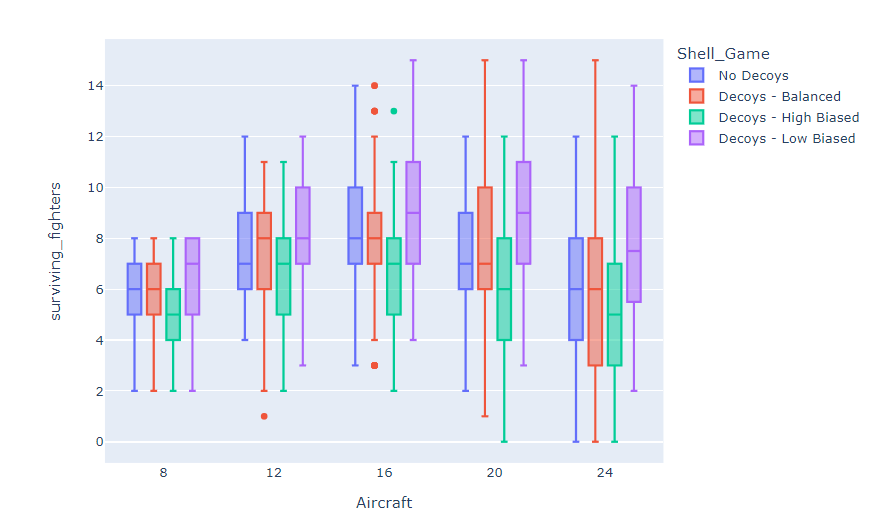 Shell_Game
No Decoys
Decoys - Balanced
Decoys - High Biased
Decoys - Low Biased
surviving_fighters
14
12
10
8
6
4
2
0
8 12 16 20 24
Aircraft